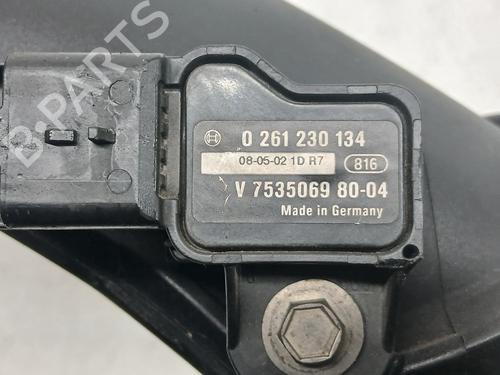 0 261 230 134
08-05-02 1D R7
816
V 7535069 80-04
Made in Germany
B-PARTS